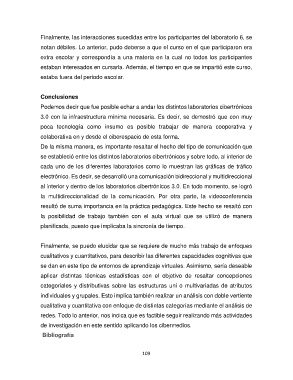 Finalmente, las interacciones sucedidas entre los participantes del laboratorio 6, se
notan débiles. Lo anterior, pudo deberse a que el curso en el que participaron era
extra escolar y correspondía a una materia en la cual no todos los participantes
estaban interesados en cursarla. Además, el tiempo en que se impartió este curso,
estaba fuera del periodo escolar.
Conclusiones
Podemos decir que fue posible echar a andar los distintos laboratorios cibertrónicos
3.0 con la infraestructura mínima necesaria. Es decir, se demostró que con muy
poca tecnología como insumo es posible trabajar de manera cooperativa y
colaborativa en y desde el ciberespacio de esta forma.
De la misma manera, es importante resaltar el hecho del tipo de comunicación que
se estableció entre los distintos laboratorios cibertrónicos y sobre todo, al interior de
cada uno de los diferentes laboratorios como lo muestran las gráficas de tráfico
electrónico. Es decir, se desarrolló una comunicación bidireccional y multidireccional
al interior y dentro de los laboratorios cibertrónicos 3.0. En todo momento, se logró
la multidireccionalidad de la comunicación. Por otra parte, la videoconferencia
resultó de suma importancia en la práctica pedagógica. Este hecho se resaltó con
la posibilidad de trabajo también con el aula virtual que se utilizó de manera
planificada, puesto que implicaba la sincronía de tiempo.
Finalmente, se puedo elucidar que se requiere de mucho más trabajo de enfoques
cualitativos y cuantitativos, para describir las diferentes capacidades cognitivas que
se dan en este tipo de entornos de aprendizaje virtuales. Asimismo, sería deseable
aplicar distintas técnicas estadísticas con el objetivo de resaltar concepciones
categoriales y distributivas sobre las estructuras uni o multivariadas de atributos
individuales y grupales. Esto implica también realizar un análisis con doble vertiente
cualitativa y cuantitativa con enfoque de distintas categorías mediante el análisis de
redes. Todo lo anterior, nos indica que es factible seguir realizando más actividades
de investigación en este sentido aplicando los cibermedios.
Bibliografía
109